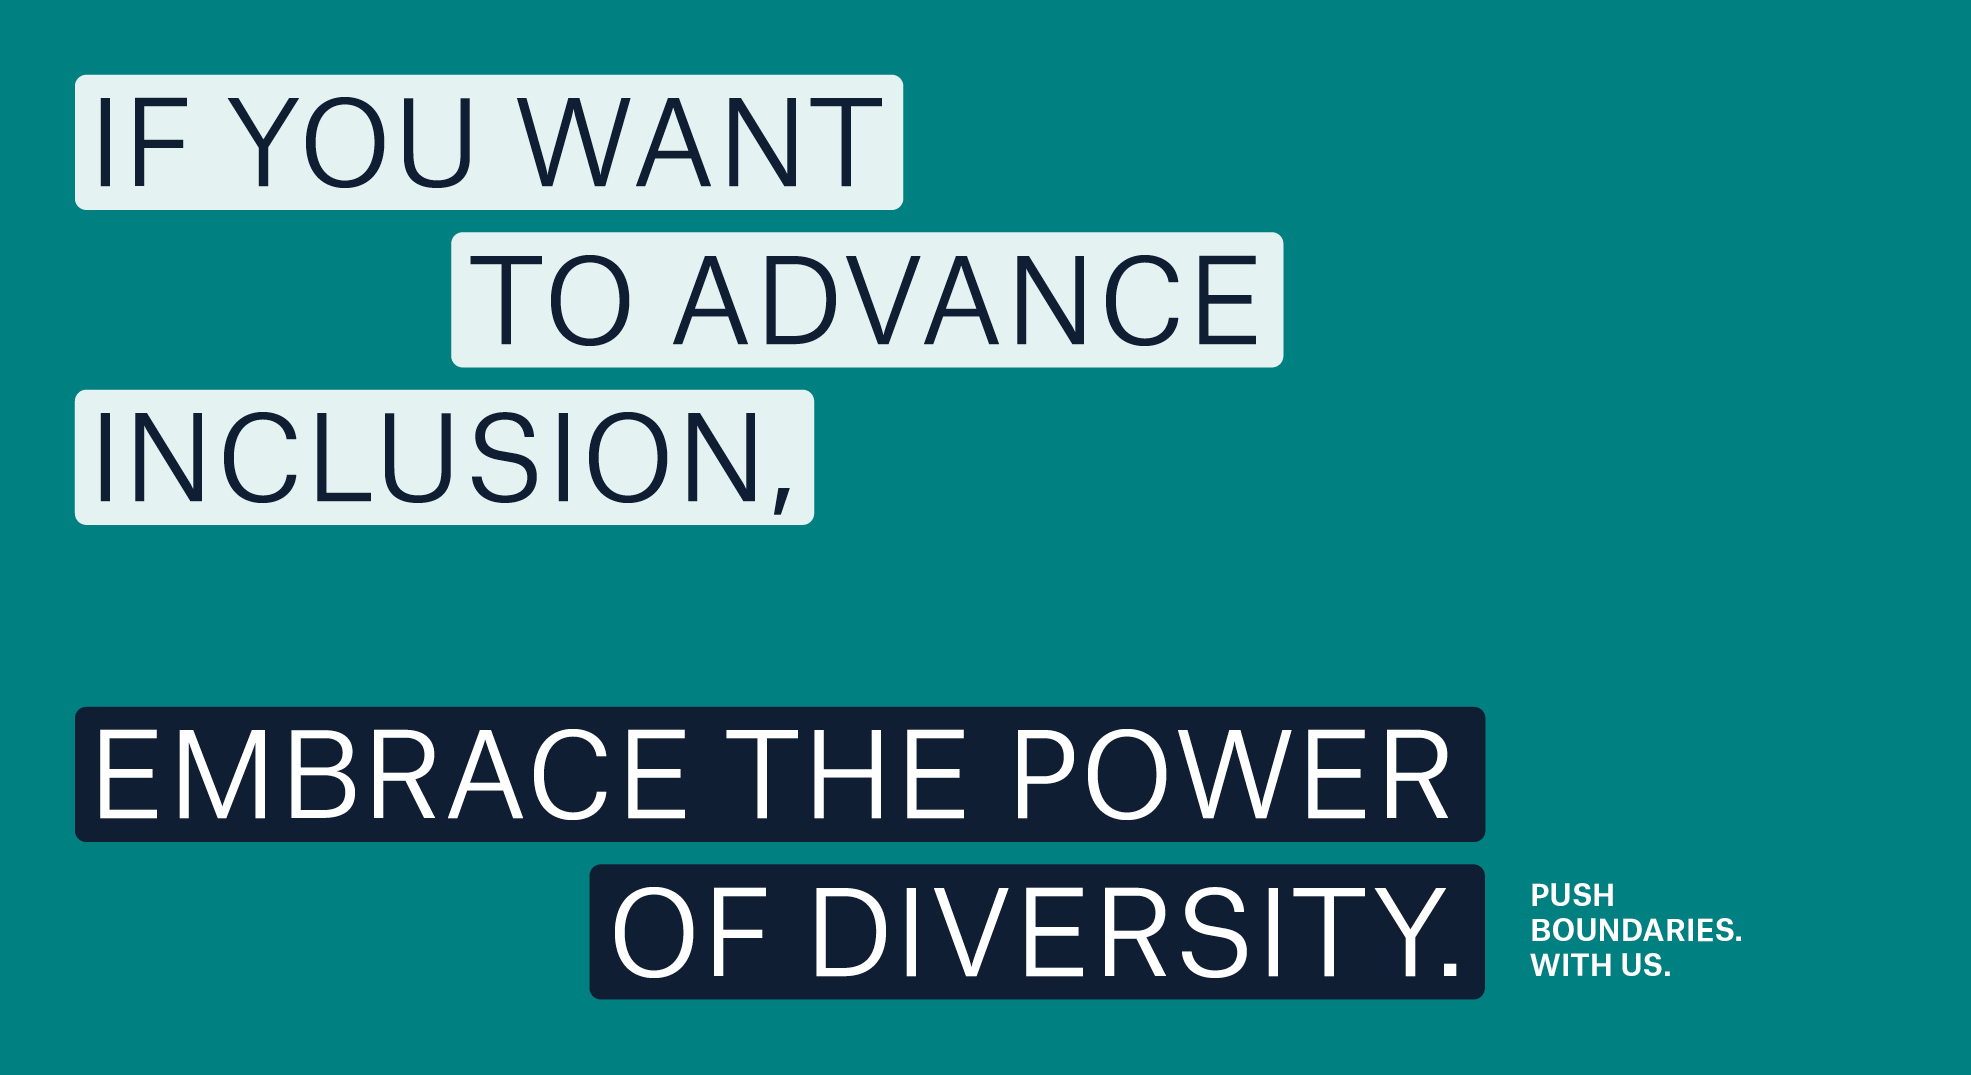 IF YOU WANT
TO ADVANCE
INCLUSION,
EMBRACE THE POWER
OF DIVERSITY.
PUSH
BOUNDARIES.
WITH US.